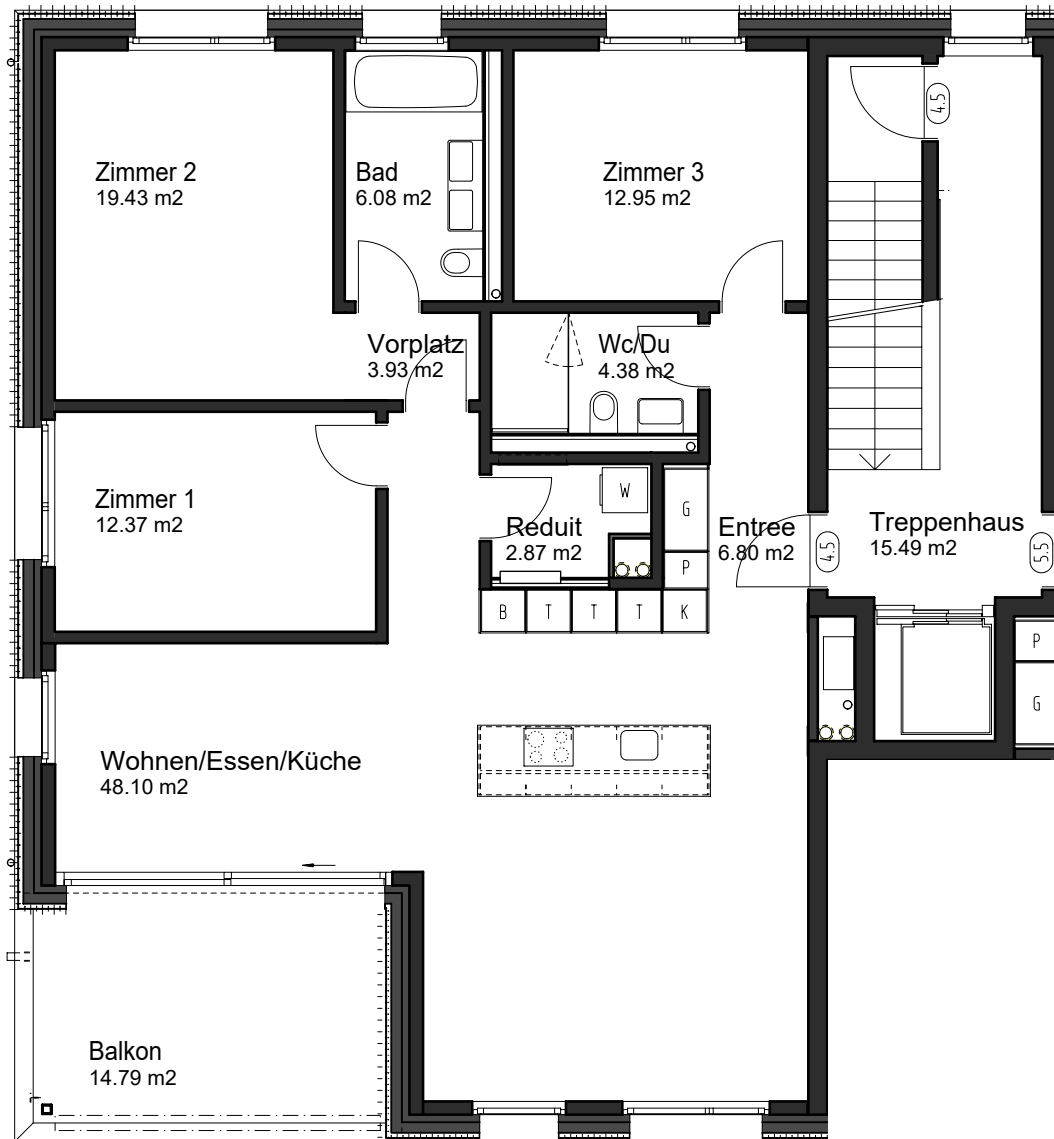 4.5
Zimmer 2
19.43 m2
Bad
6.08 m2
Zimmer 3
12.95 m2
Vorplatz
3.93 m2
Wc/Du
4.38 m2
Zimmer 1
12.37 m2
W
G
Reduit
2.87 m2
Entree
6.80 m2
4.5
Treppenhaus
15.49 m2
5.5
P
B T T T K
P
G
Wohnen/Essen/Küche
48.10 m2
Balkon
14.79 m2